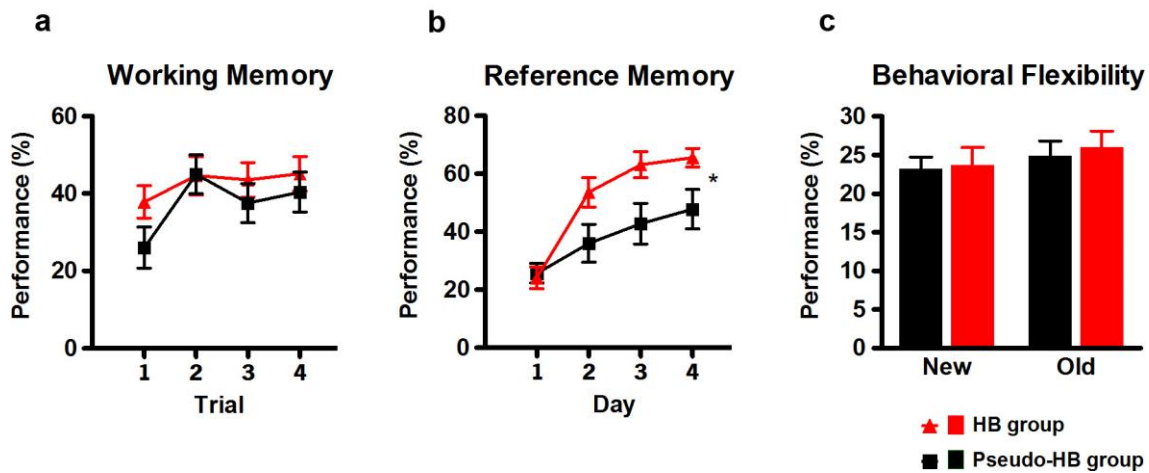 a
Working Memory
Performance (%)
60
40
20
0
1 2 3 4
Trial
b
Reference Memory
Performance (%)
80
60
40
20
0
*
1 2 3 4
Day
c
Behavioral Flexibility
Performance (%)
30
25
20
15
10
5
0
New Old
HB group
Pseudo-HB group